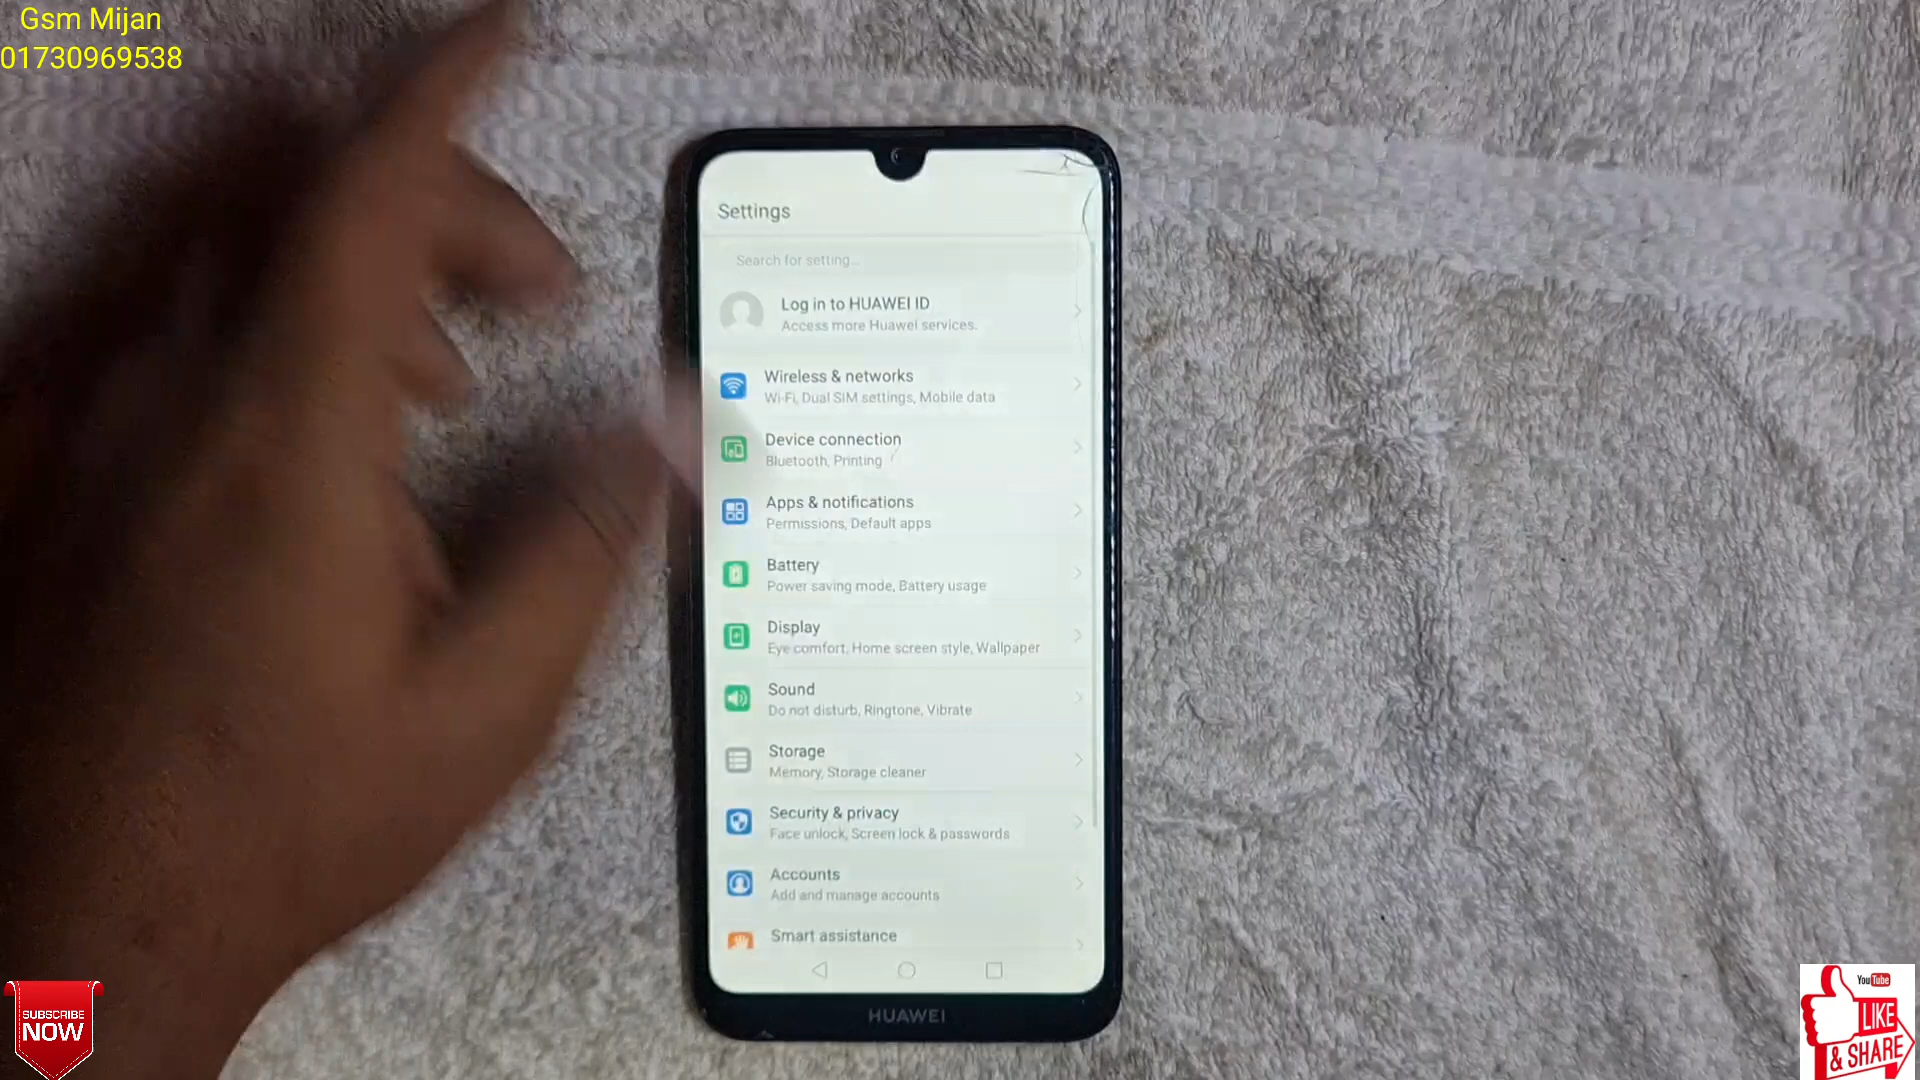 Gsm Mijan
01730969538
Settings
Search for setting...
Log in to HUAWEI ID
Access more Huawei services.
Wireless & networks
Wi-Fi, Dual SIM settings, Mobile data
Device connection
Bluetooth, Printing
Apps & notifications
Permissions, Default apps
Battery
Power saving mode, Battery usage
Display
Eye comfort, Home screen style, Wallpaper
Sound
Do not disturb, Ringtone, Vibrate
Storage
Memory, Storage cleaner
Security & privacy
Face unlock, Screen lock & passwords
Accounts
Add and manage accounts
Smart assistance
HUAWEI
SUBSCRIBE
NOW
YouTube
LIKE
& SHARE